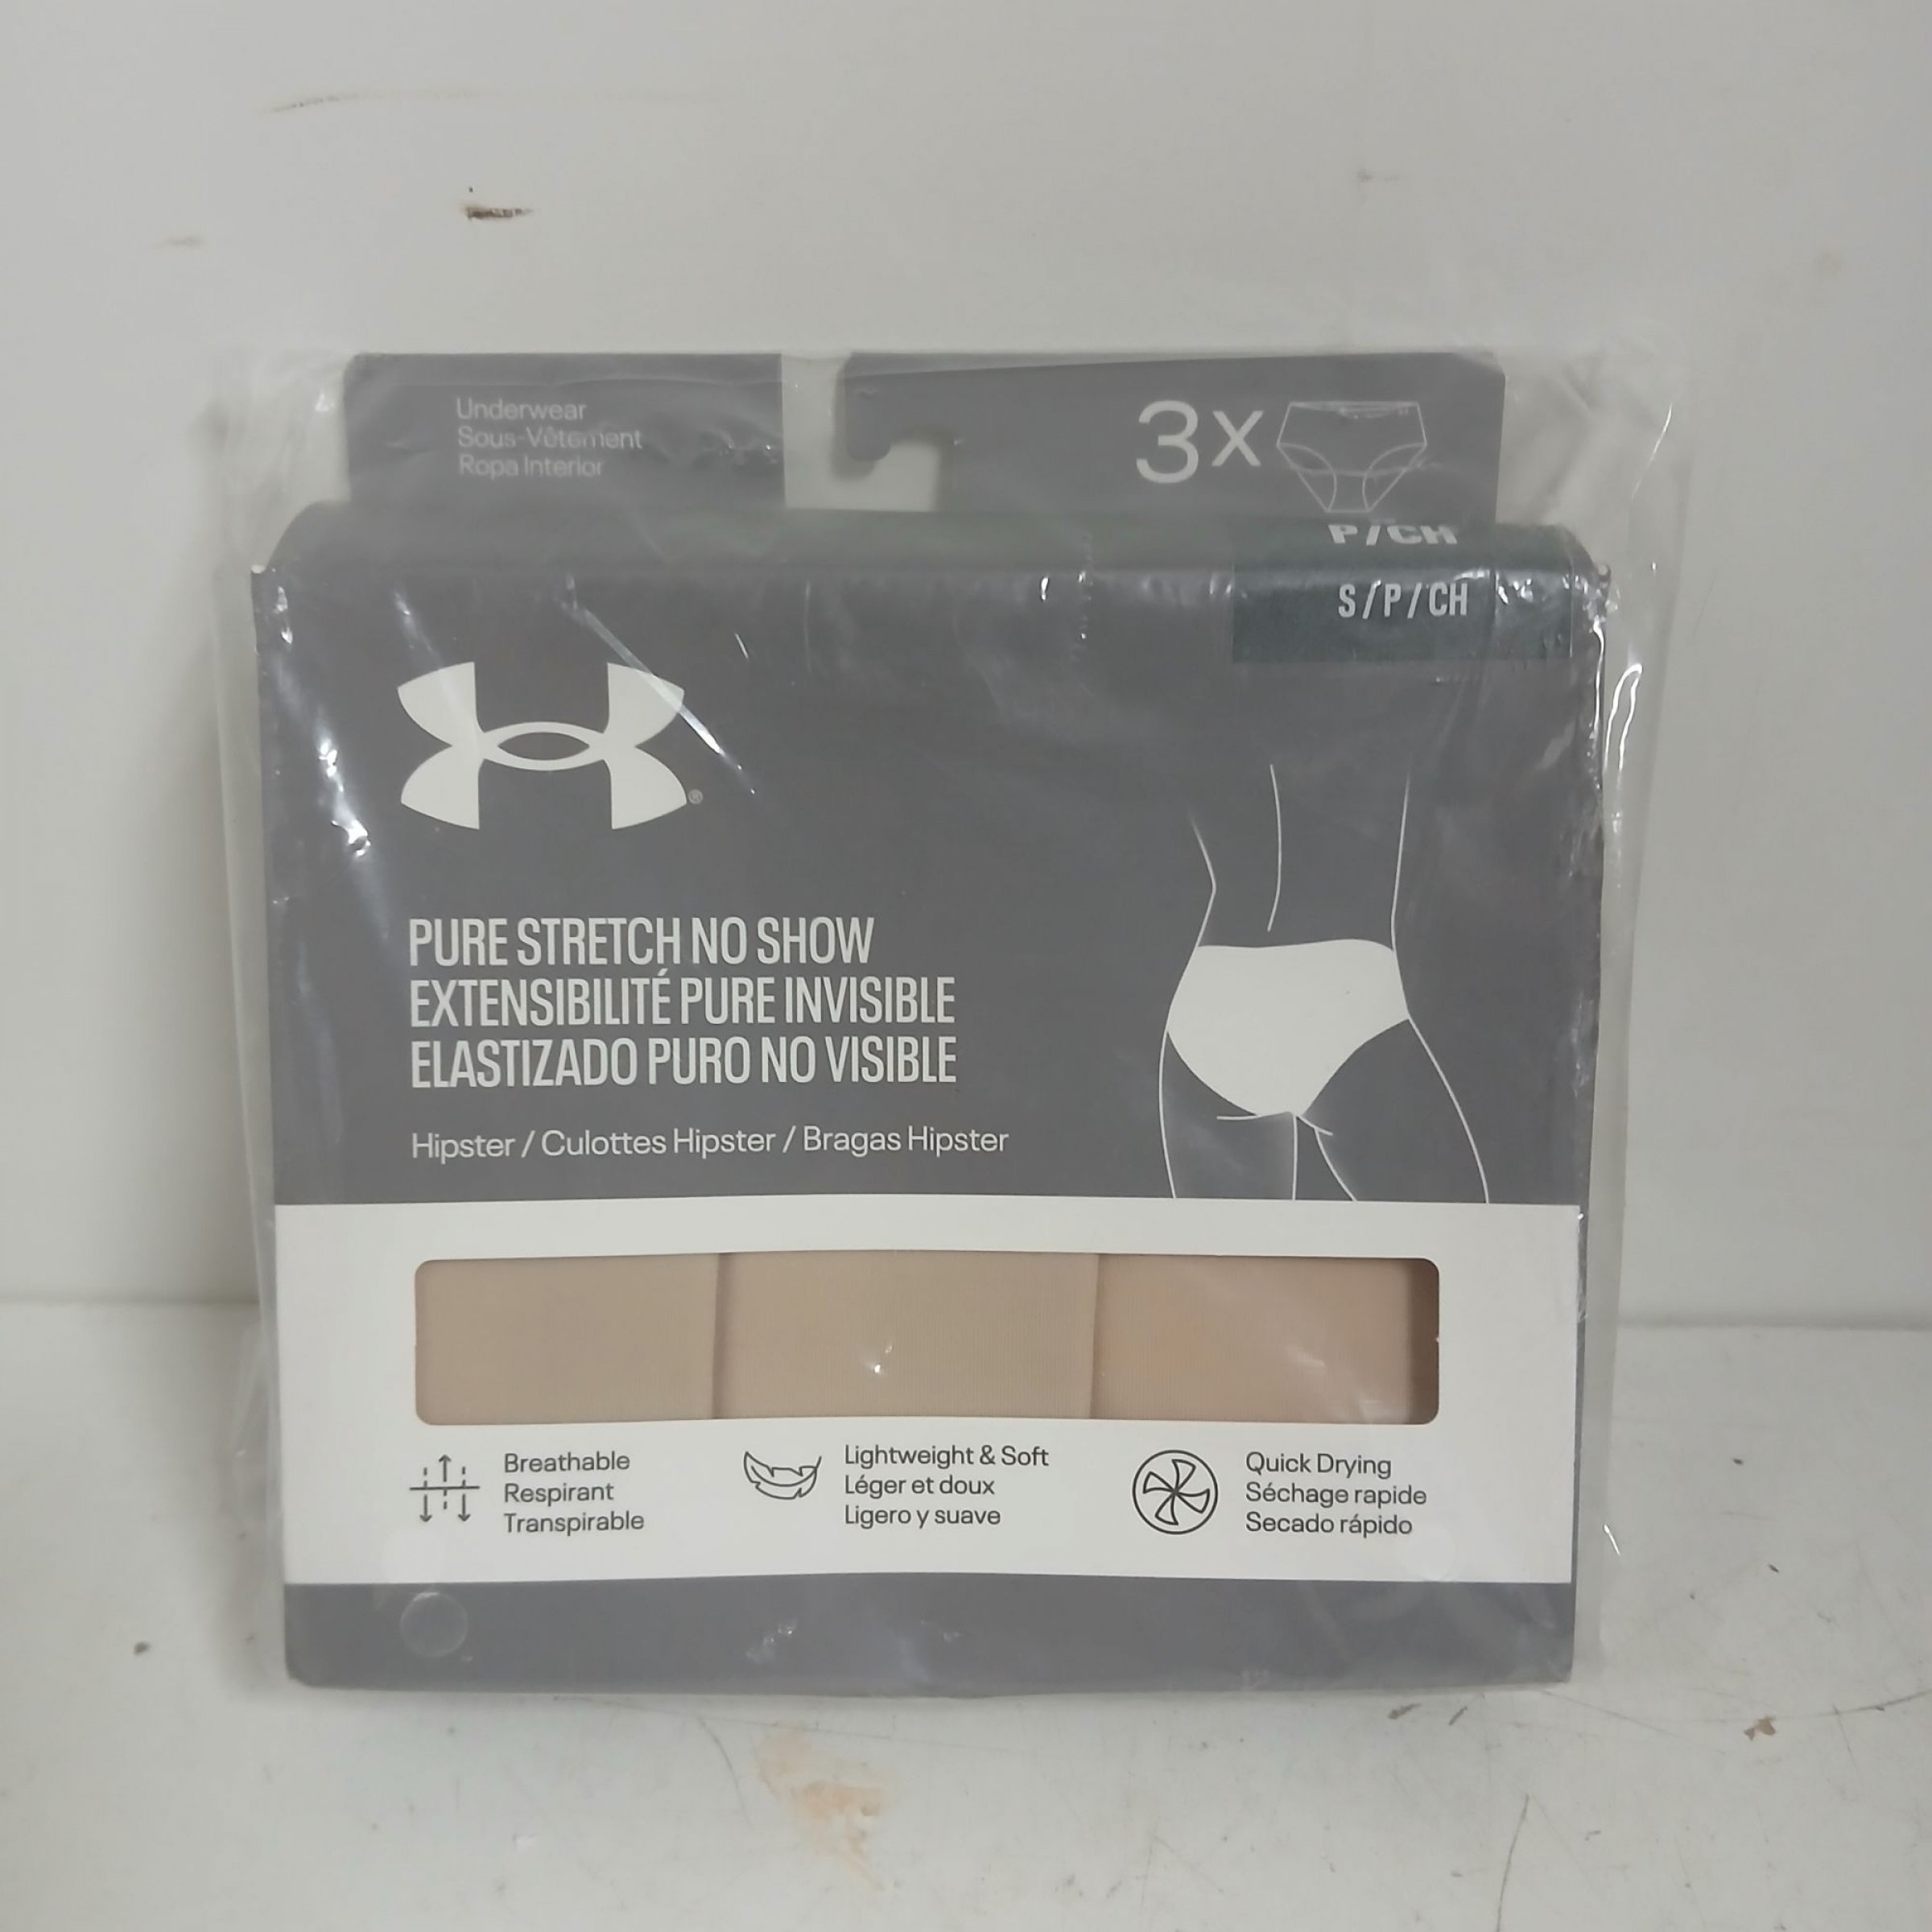 Underwear
Sous-Vêtement
Ropa Interior
3x
P/CH
S/P/CH
®
PURE STRETCH NO SHOW
EXTENSIBILITÉ PURE INVISIBLE
ELASTIZADO PURO NO VISIBLE
Hipster / Culottes Hipster / Bragas Hipster
Breathable
Respirant
Transpirable
Lightweight & Soft
Léger et doux
Ligero y suave
Quick Drying
Séchage rapide
Secado rápido